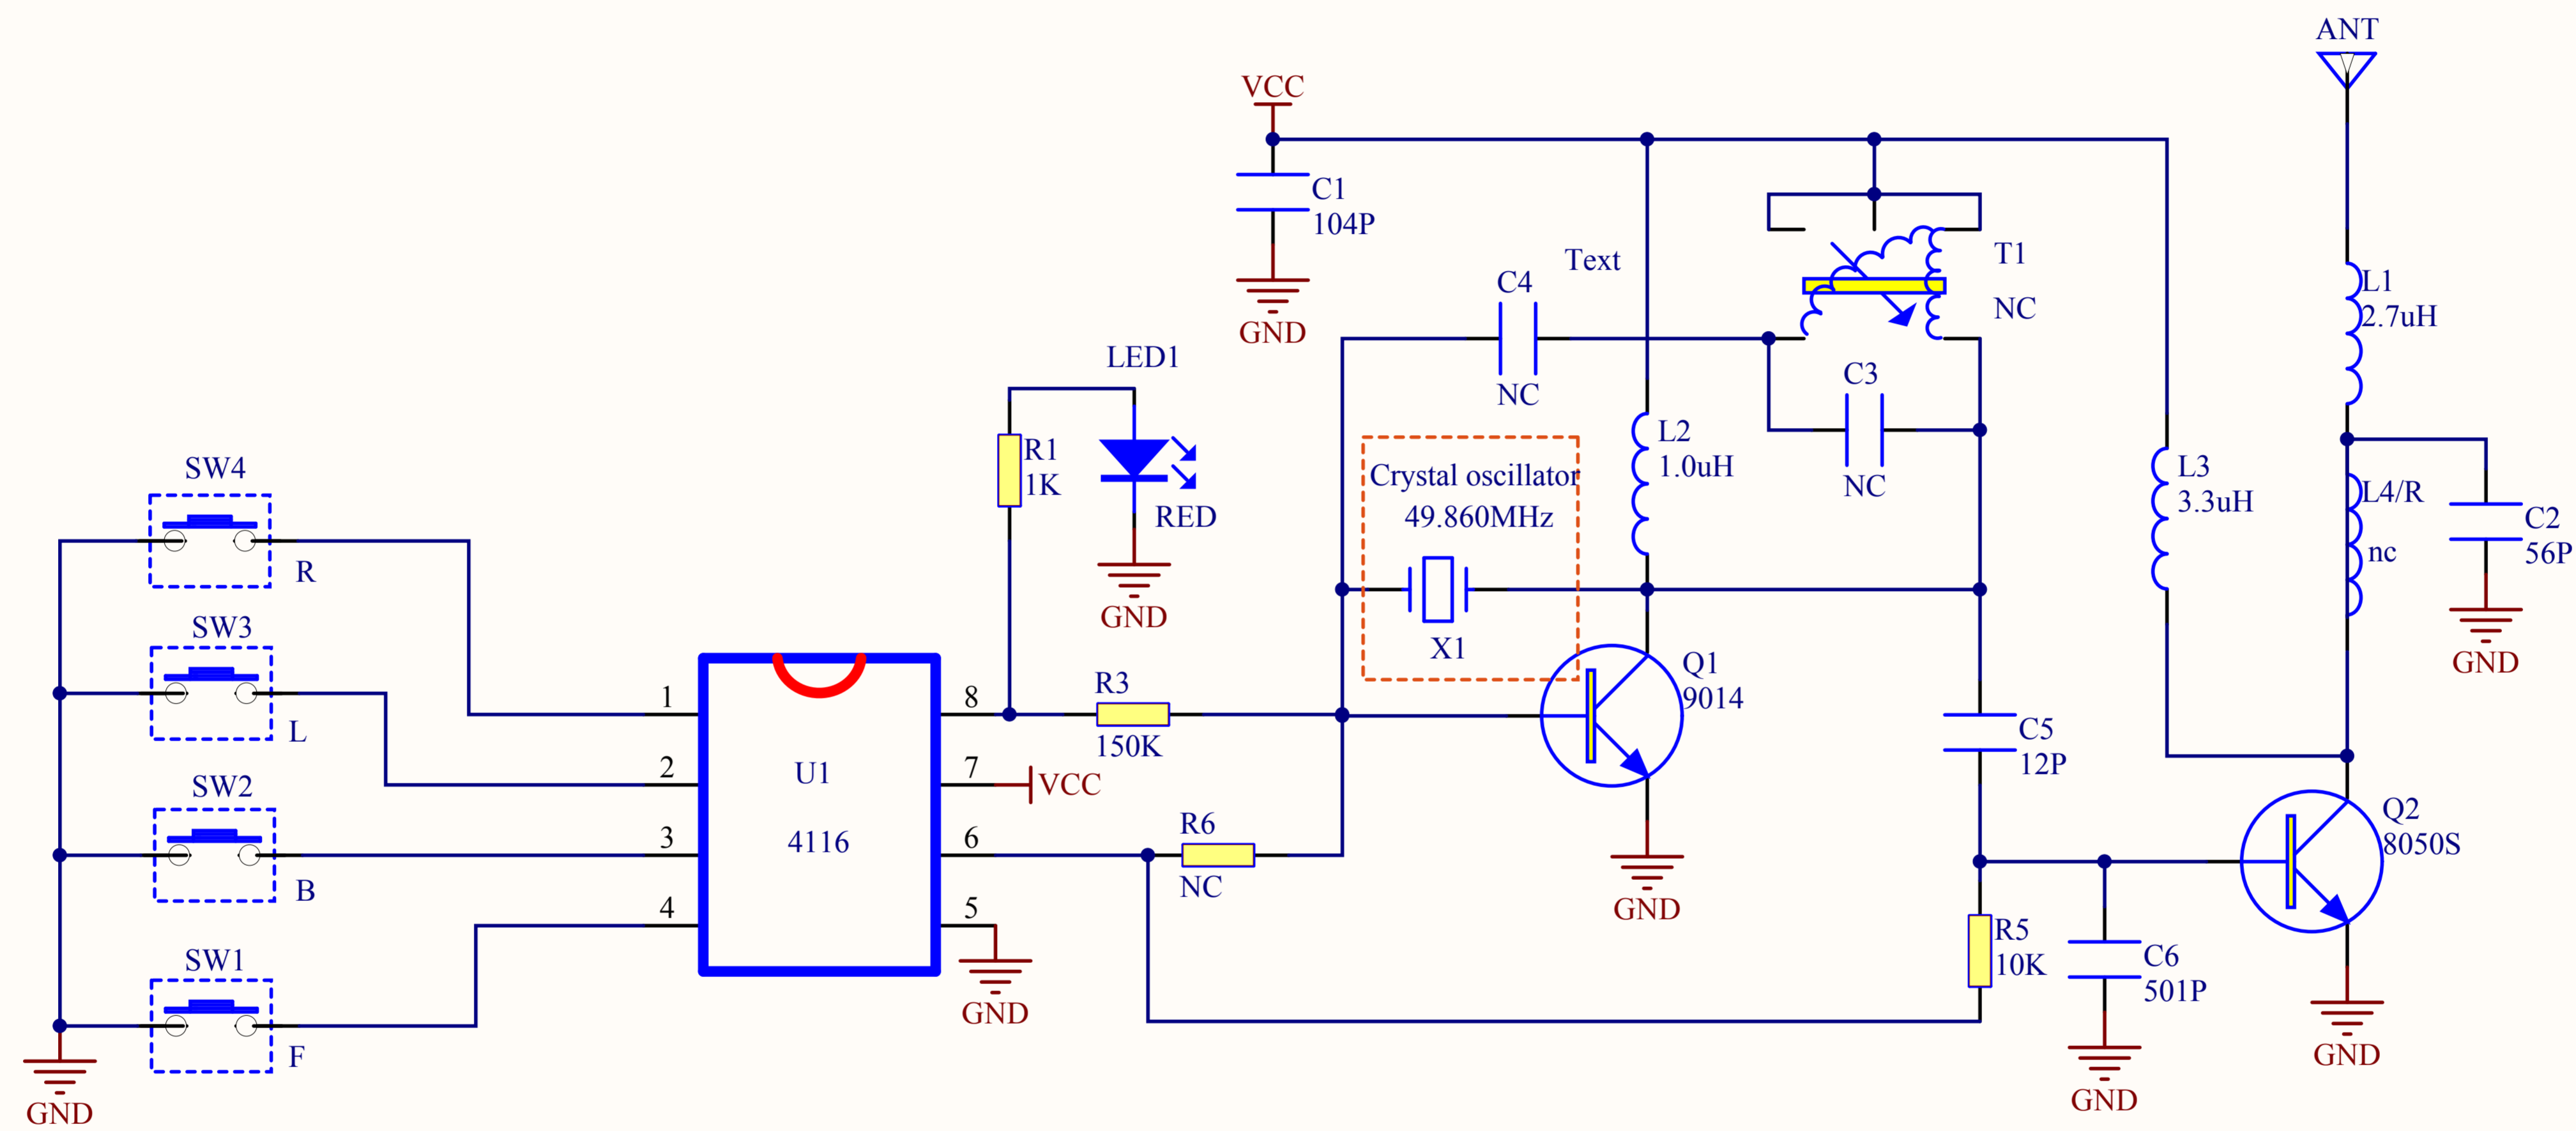 ANT
VCC
C1
104P
GND
Text
T1
NC
C4
NC
C3
NC
L1
2.7uH
LED1
R1
1K
RED
GND
Crystal oscillator
49.860MHz
X1
L2
1.0uH
L3
3.3uH
L4/R
nc
C2
56P
GND
SW4
R
SW3
L
SW2
B
SW1
F
GND
1
2
3
4
U1
4116
8
7
6
5
VCC
GND
R3
150K
R6
NC
Q1
9014
GND
C5
12P
R5
10K
C6
501P
GND
Q2
8050S
GND